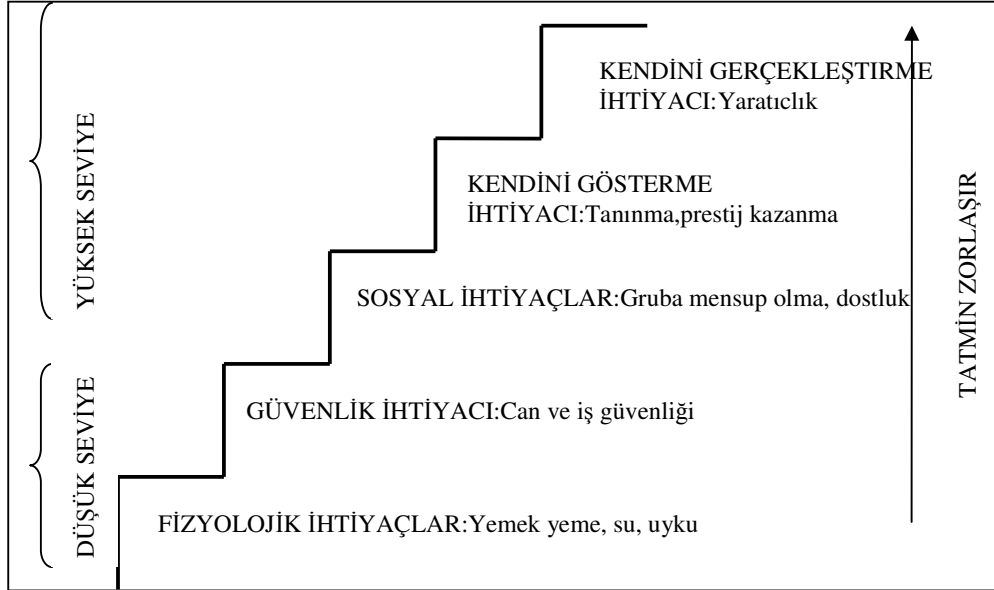 KENDİNİ GERÇEKLEŞTIRME
İHTİYACI:Yaratıclık
KENDİNİ GÖSTERME
İHTİYACI:Tanınma,prestij kazanma
SOSYAL İHTİYAÇLAR:Gruba mensup olma, dostluk
GÜVENLİK İHTİYACI:Can ve iş güvenliği
FİZYOLOJİK İHTİYAÇLAR:Yemek yeme, su, uyku
YÜKSEK SEVİYE
DÜŞÜK SEVİYE
TATMİN ZORLAŞIR